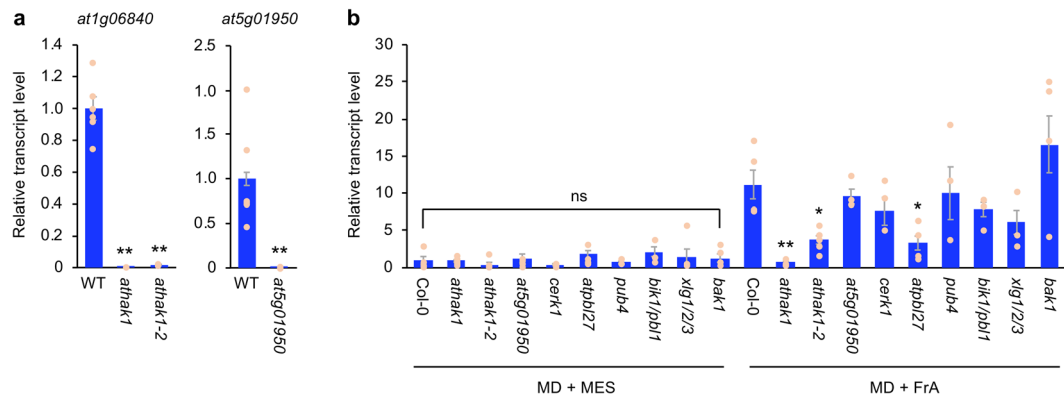 a
at1g06840
at5g01950
Relative transcript level
1.4
1.2
1.0
0.8
0.6
0.4
0.2
0
**
**
WT
athak1
athak1-2
2.5
1.0
1.5
1.0
0.5
0
**
WT
at5g01950
b
Relative transcript level
30
25
20
15
10
5
0
ns
**
*
*
Col-0
athak1
athak1-2
at5g01950
cerk1
atpbl27
pub4
bik1/pbl1
xlg1/2/3
bak1
Col-0
athak1
athak1-2
at5g01950
cerk1
atpbl27
pub4
bik1/pbl1
xlg1/2/3
bak1
MD + MES
MD + FrA